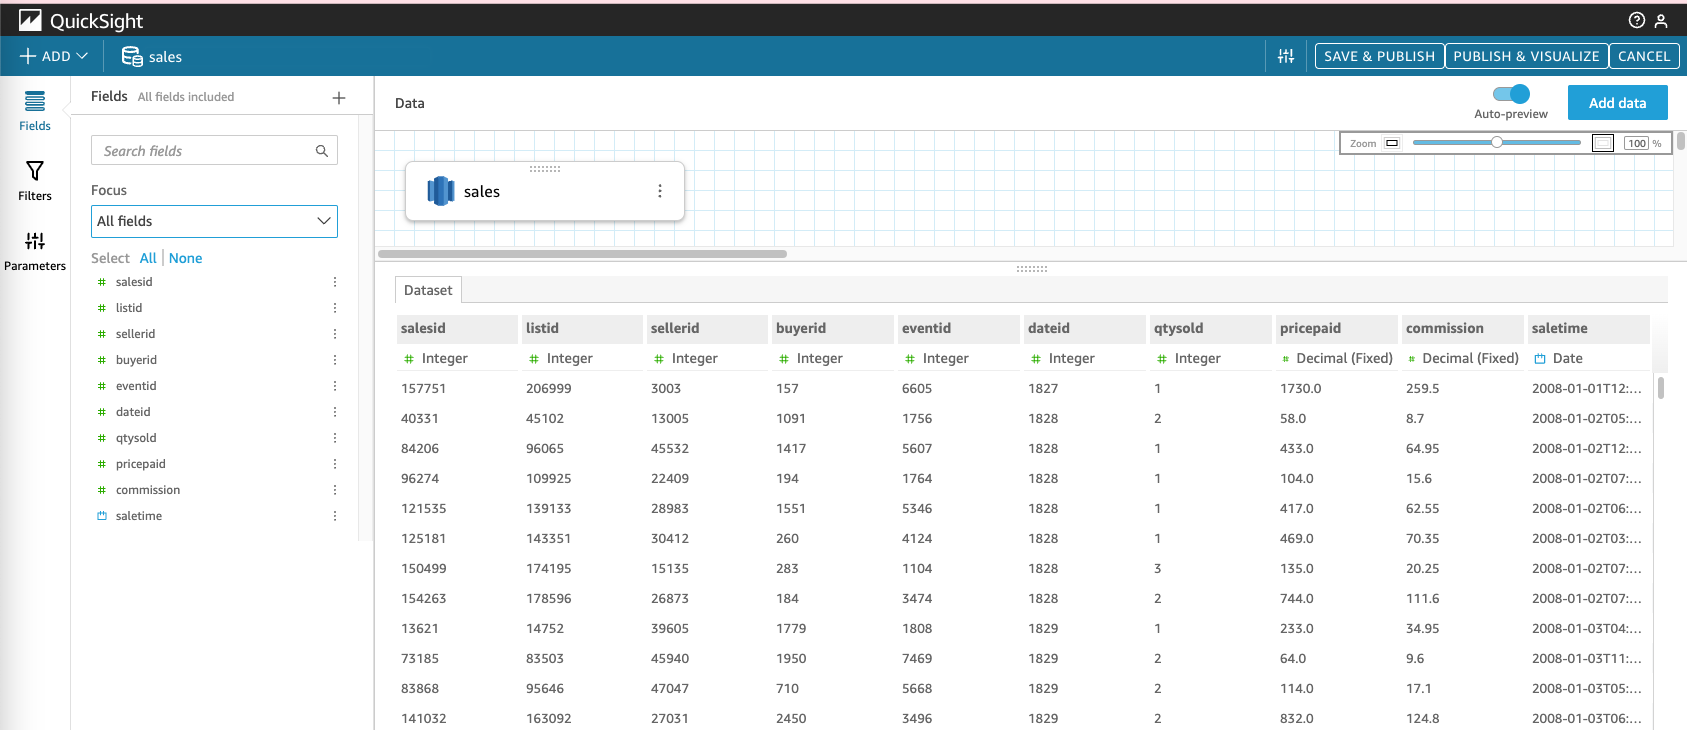 QuickSight
ADD
sales
SAVE & PUBLISH
PUBLISH & VISUALIZE
CANCEL
Fields
Filters
Parameters
Fields All fields included
Search fields
Focus
All fields
Select All | None
salesid
listid
sellerid
buyerid
eventid
dateid
qtysold
pricepaid
commission
saletime
Data
Auto-preview
Add data
Zoom 100 %
sales
Dataset
salesid listid sellerid buyerid eventid dateid qtysold pricepaid commission saletime
# Integer # Integer # Integer # Integer # Integer # Integer # Integer # Decimal (Fixed) # Decimal (Fixed) Date
157751 206999 3003 157 6605 1827 1 1730.0 259.5 2008-01-01T12:...
40331 45102 13005 1091 1756 1828 2 58.0 8.7 2008-01-02T05:...
84206 96065 45532 1417 5607 1828 1 433.0 64.95 2008-01-02T12:...
96274 109925 22409 194 1764 1828 1 104.0 15.6 2008-01-02T07:...
121535 139133 28983 1551 5346 1828 1 417.0 62.55 2008-01-02T06:...
125181 143351 30412 260 4124 1828 1 469.0 70.35 2008-01-02T03:...
150499 174195 15135 283 1104 1828 3 135.0 20.25 2008-01-02T07:...
154263 178596 26873 184 3474 1828 2 744.0 111.6 2008-01-02T07:...
13621 14752 39605 1779 1808 1829 1 233.0 34.95 2008-01-03T04:...
73185 83503 45940 1950 7469 1829 2 64.0 9.6 2008-01-03T11:...
83868 95646 47047 710 5668 1829 2 114.0 17.1 2008-01-03T05:...
141032 163092 27031 2450 3496 1829 2 832.0 124.8 2008-01-03T06:...